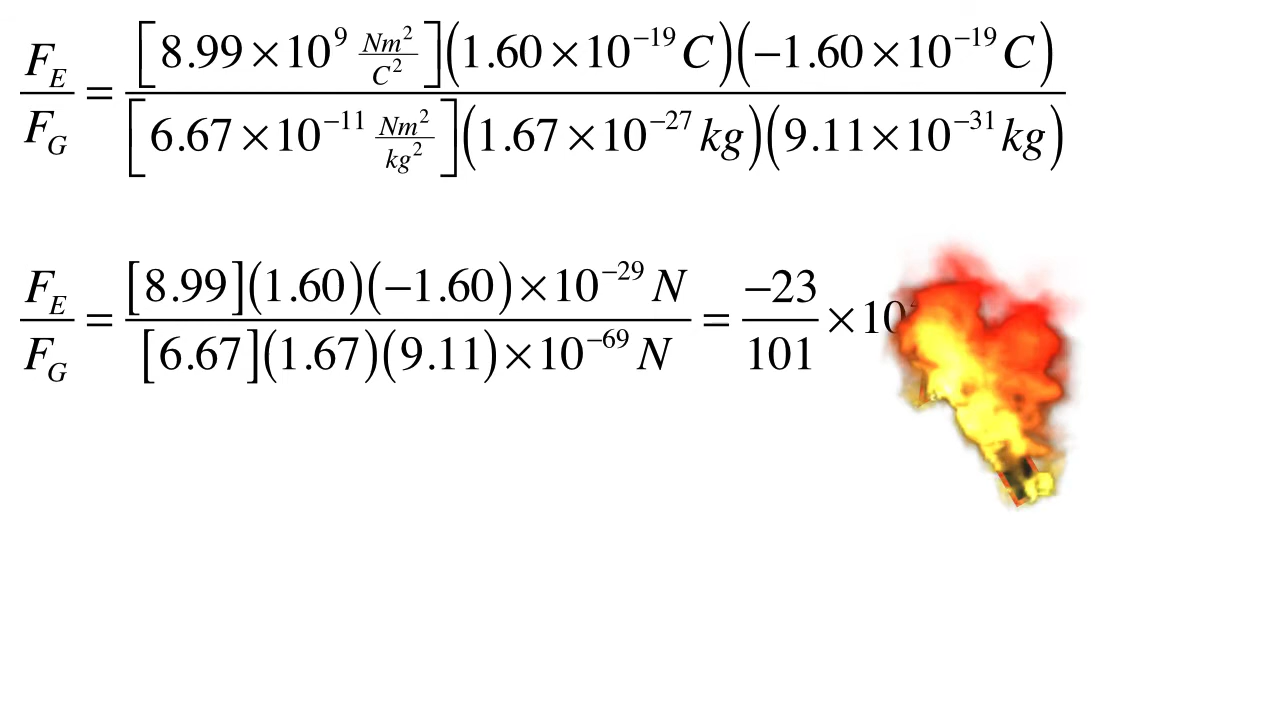 F_E / F_G = [8.99×10⁹ Nm²/C²](1.60×10⁻¹⁹ C)(−1.60×10⁻¹⁹ C) / [6.67×10⁻¹¹ Nm²/kg²](1.67×10⁻²⁷ kg)(9.11×10⁻³¹ kg)
F_E / F_G = [8.99](1.60)(−1.60)×10⁻²⁹ N / [6.67](1.67)(9.11)×10⁻⁶⁹ N = −23 / 101 ×10